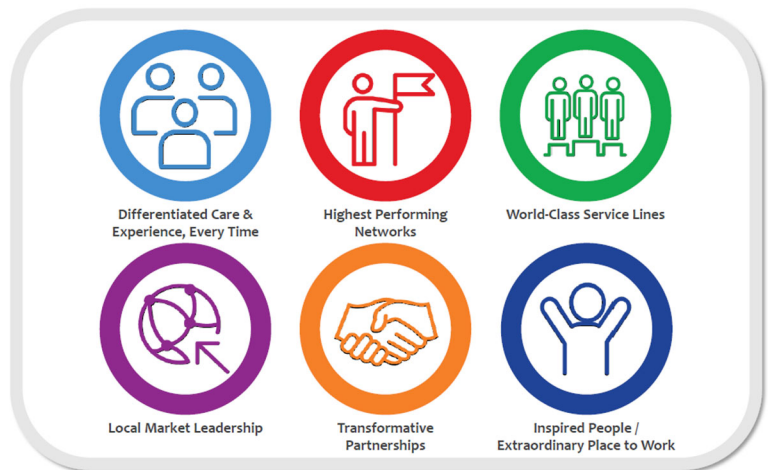 Differentiated Care &
Experience, Every Time
Highest Performing
Networks
World-Class Service Lines
Local Market Leadership
Transformative
Partnerships
Inspired People /
Extraordinary Place to Work